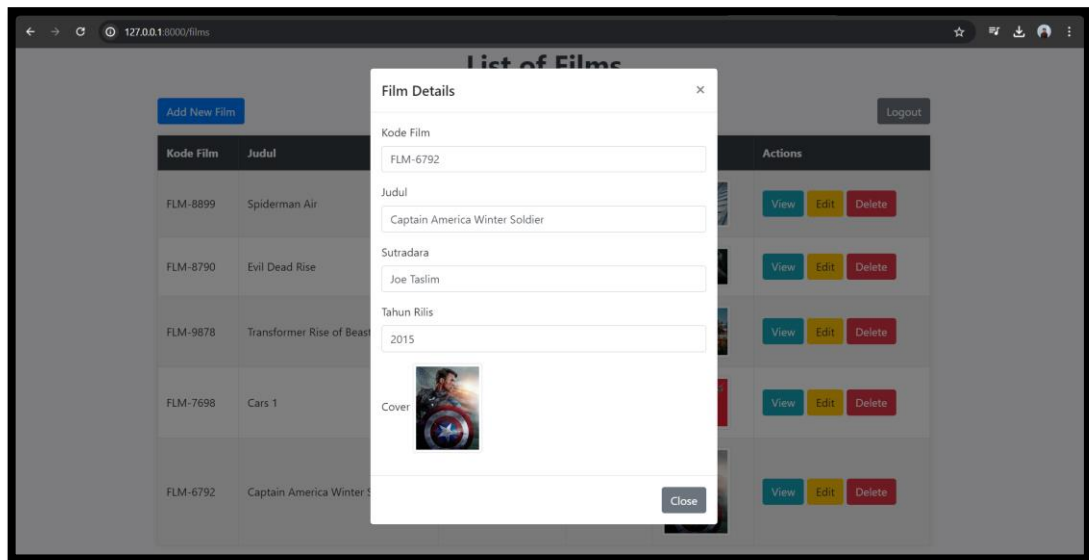 127.0.0.1:8000/films
List of Films
Add New Film
Logout
Kode Film Judul Actions
FLM-8899 Spiderman Air View Edit Delete
FLM-8790 Evil Dead Rise View Edit Delete
FLM-9878 Transformer Rise of Beast View Edit Delete
FLM-7698 Cars 1 View Edit Delete
FLM-6792 Captain America Winter S View Edit Delete
Film Details ×
Kode Film
FLM-6792
Judul
Captain America Winter Soldier
Sutradara
Joe Taslim
Tahun Rilis
2015
Cover
Close